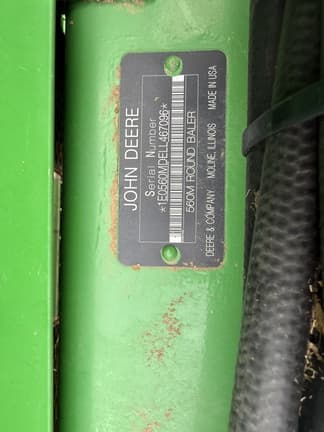 JOHN DEERE
Serial Number
*1E0560MDELL467096*
560M ROUND BALER
DEERE & COMPANY MOLINE, ILLINOIS MADE IN USA